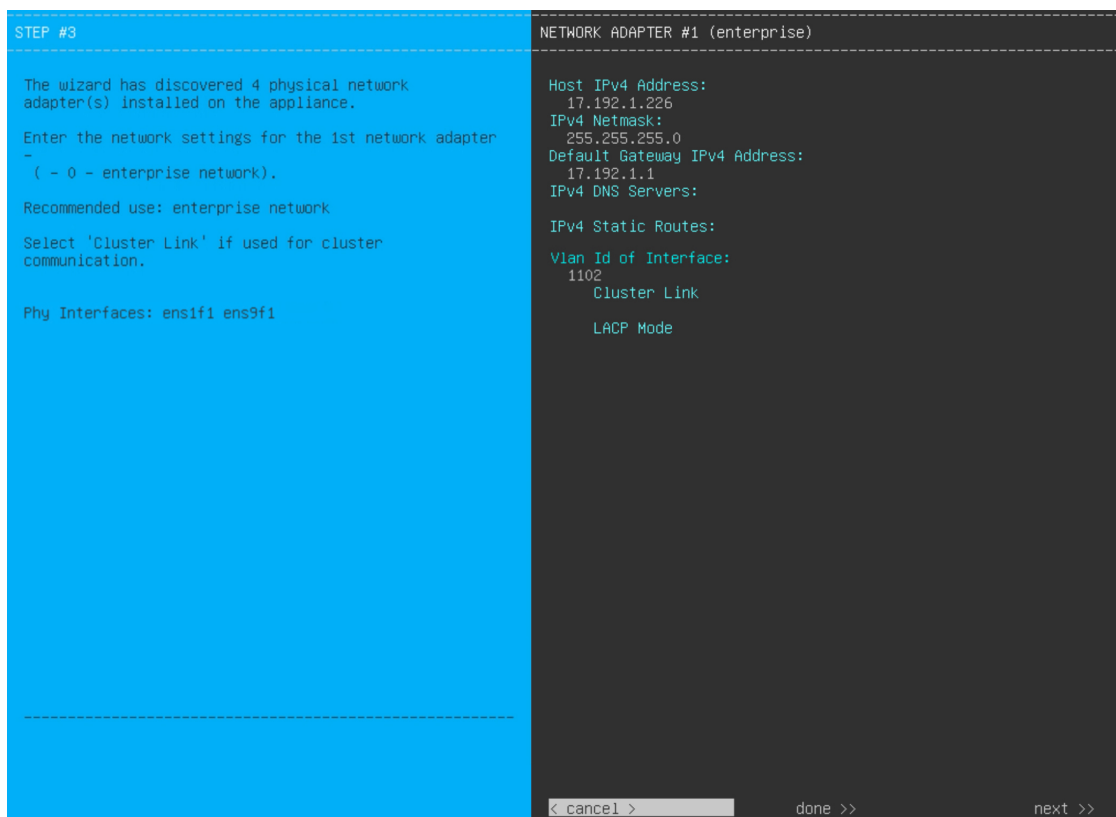 STEP #3
The wizard has discovered 4 physical network
adapter(s) installed on the appliance.
Enter the network settings for the 1st network adapter
-
( - 0 - enterprise network).
Recommended use: enterprise network
Select 'Cluster Link' if used for cluster
communication.
Phy Interfaces: ens1f1 ens9f1
NETWORK ADAPTER #1 (enterprise)
Host IPv4 Address:
17.192.1.226
IPv4 Netmask:
255.255.255.0
Default Gateway IPv4 Address:
17.192.1.1
IPv4 DNS Servers:
IPv4 Static Routes:
Vlan Id of Interface:
1102
Cluster Link
LACP Mode
< cancel > done >> next >>